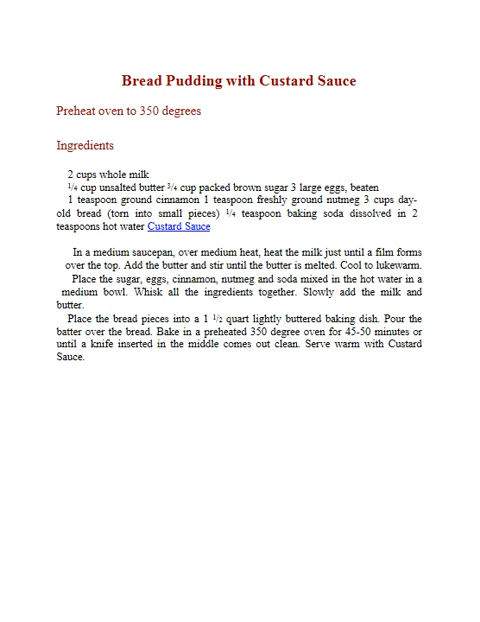 Bread Pudding with Custard Sauce
Preheat oven to 350 degrees
Ingredients
2 cups whole milk
1/4 cup unsalted butter 3/4 cup packed brown sugar 3 large eggs, beaten
1 teaspoon ground cinnamon 1 teaspoon freshly ground nutmeg 3 cups day-
old bread (torn into small pieces) 1/4 teaspoon baking soda dissolved in 2
teaspoons hot water Custard Sauce
In a medium saucepan, over medium heat, heat the milk just until a film forms
over the top. Add the butter and stir until the butter is melted. Cool to lukewarm.
Place the sugar, eggs, cinnamon, nutmeg and soda mixed in the hot water in a
medium bowl. Whisk all the ingredients together. Slowly add the milk and
butter.
Place the bread pieces into a 1 1/2 quart lightly buttered baking dish. Pour the
batter over the bread. Bake in a preheated 350 degree oven for 45-50 minutes or
until a knife inserted in the middle comes out clean. Serve warm with Custard
Sauce.